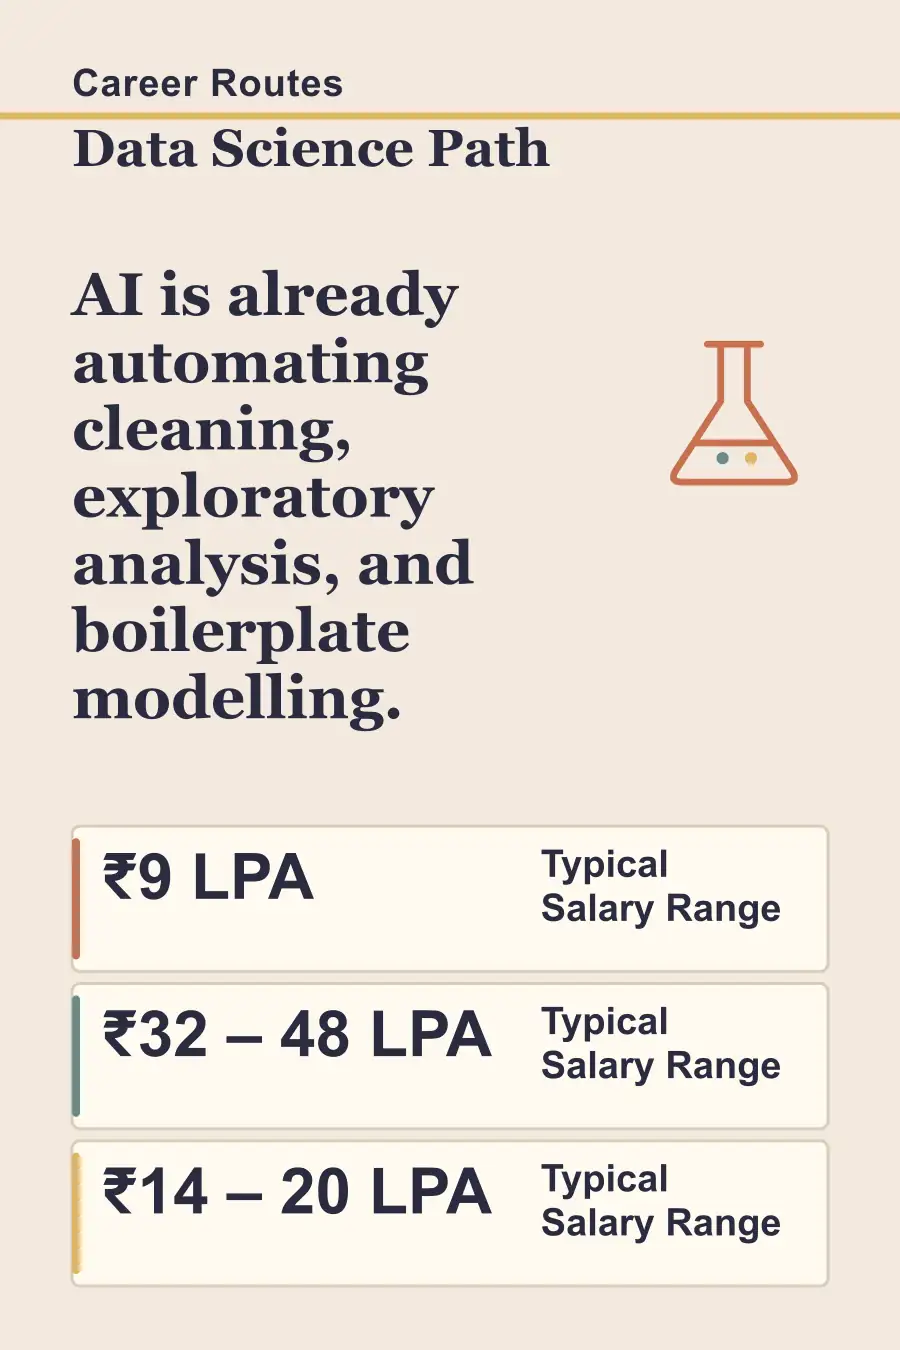 Career Routes
Data Science Path
AI is already
automating
cleaning,
exploratory
analysis, and
boilerplate
modelling.
₹9 LPA
Typical
Salary Range
₹32 – 48 LPA
Typical
Salary Range
₹14 – 20 LPA
Typical
Salary Range